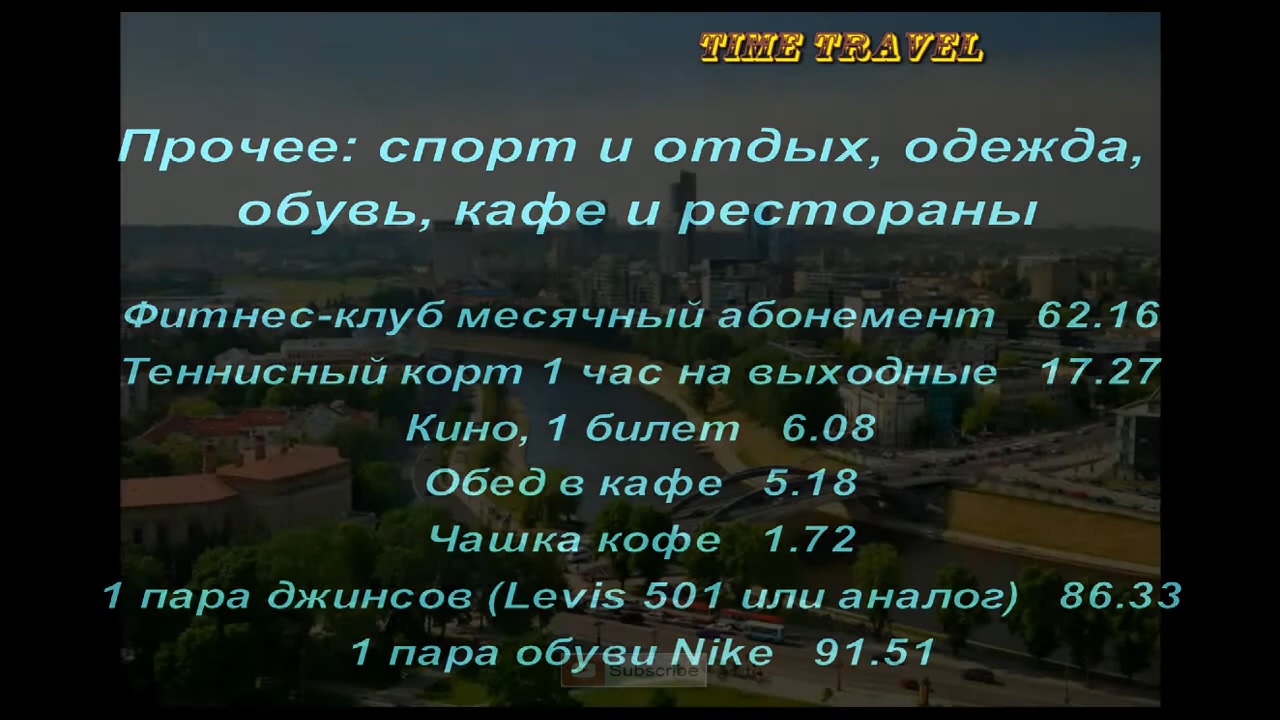 TIME TRAVEL
Прочее: спорт и отдых, одежда,
обувь, кафе и рестораны
Фитнес-клуб месячный абонемент 62.16
Теннисный корт 1 час на выходные 17.27
Кино, 1 билет 6.08
Обед в кафе 5.18
Чашка кофе 1.72
1 пара джинсов (Levis 501 или аналог) 86.33
1 пара обуви Nike 91.51
Subscribe